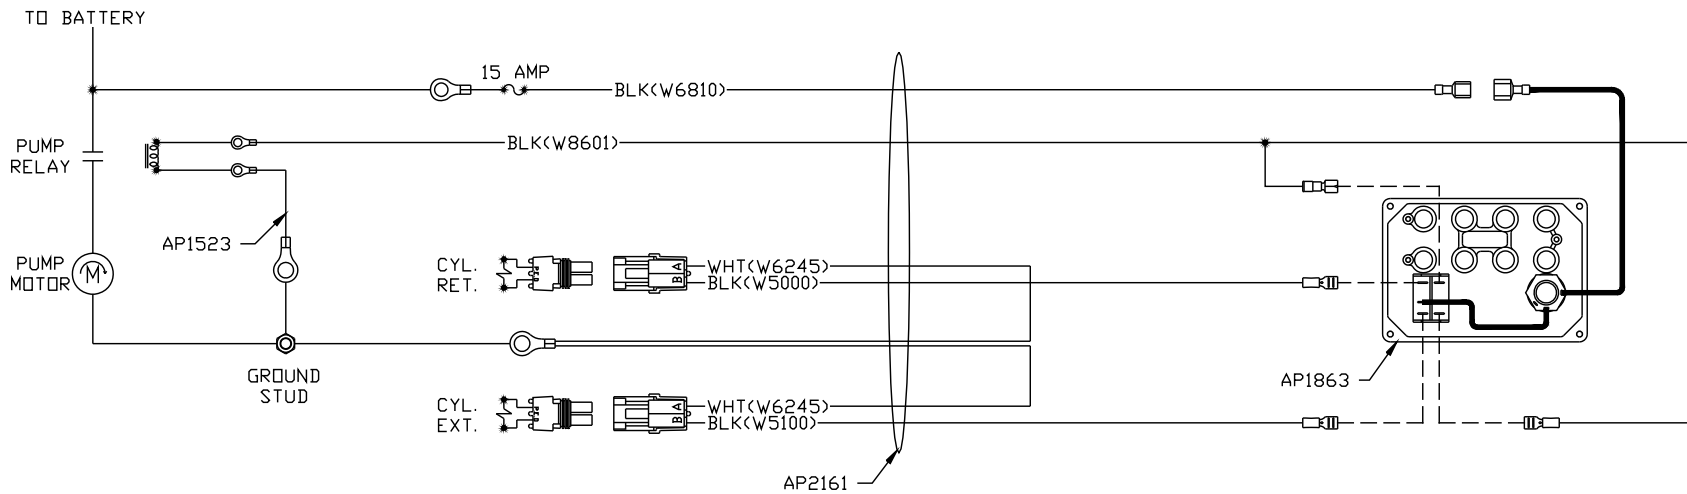 TO BATTERY
15 AMP
BLK(W6810)
PUMP
RELAY
BLK(W8601)
AP1523
PUMP
MOTOR
M
CYL.
RET.
A
B
WHT(W6245)
BLK(W5000)
GROUND
STUD
AP1863
CYL.
EXT.
A
B
WHT(W6245)
BLK(W5100)
AP2161